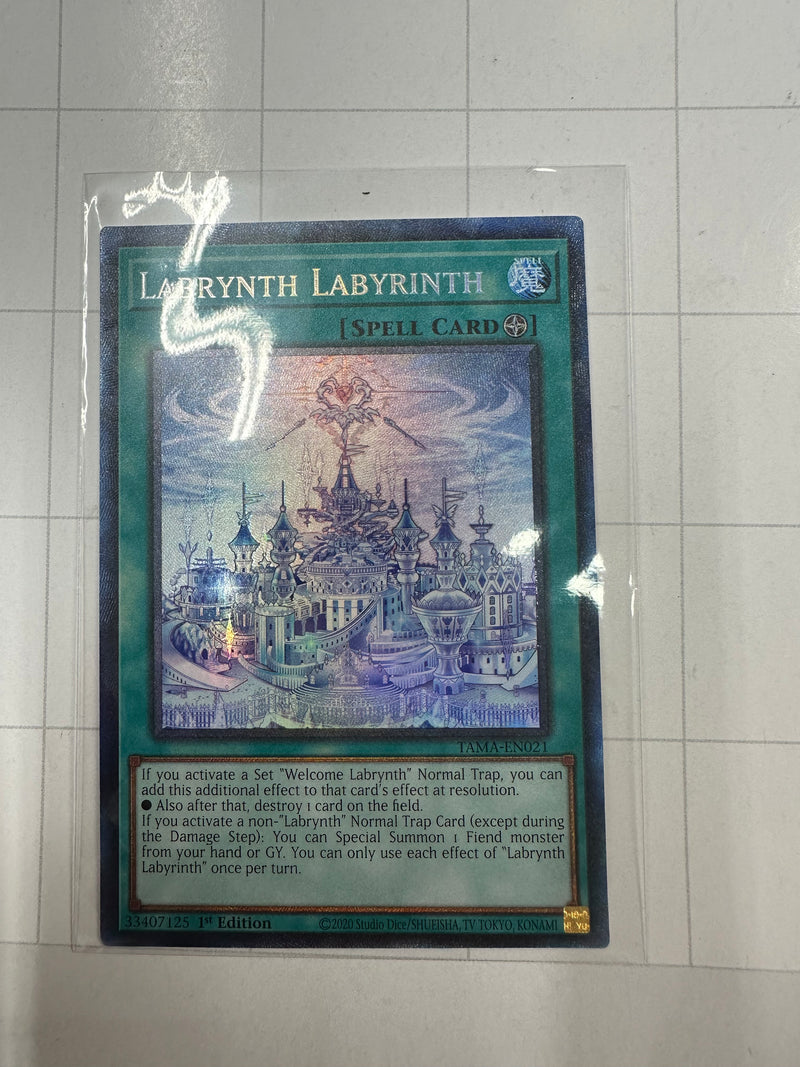 LABRYNTH LABYRINTH
SPELL
魔
[SPELL CARD]
TAMA-EN021
If you activate a Set "Welcome Labrynth" Normal Trap, you can
add this additional effect to that card's effect at resolution.
● Also after that, destroy 1 card on the field.
If you activate a non-"Labrynth" Normal Trap Card (except during
the Damage Step): You can Special Summon 1 Fiend monster
from your hand or GY. You can only use each effect of "Labrynth
Labyrinth" once per turn.
33407125 1st Edition
©2020 Studio Dice/SHUEISHA, TV TOKYO, KONAMI